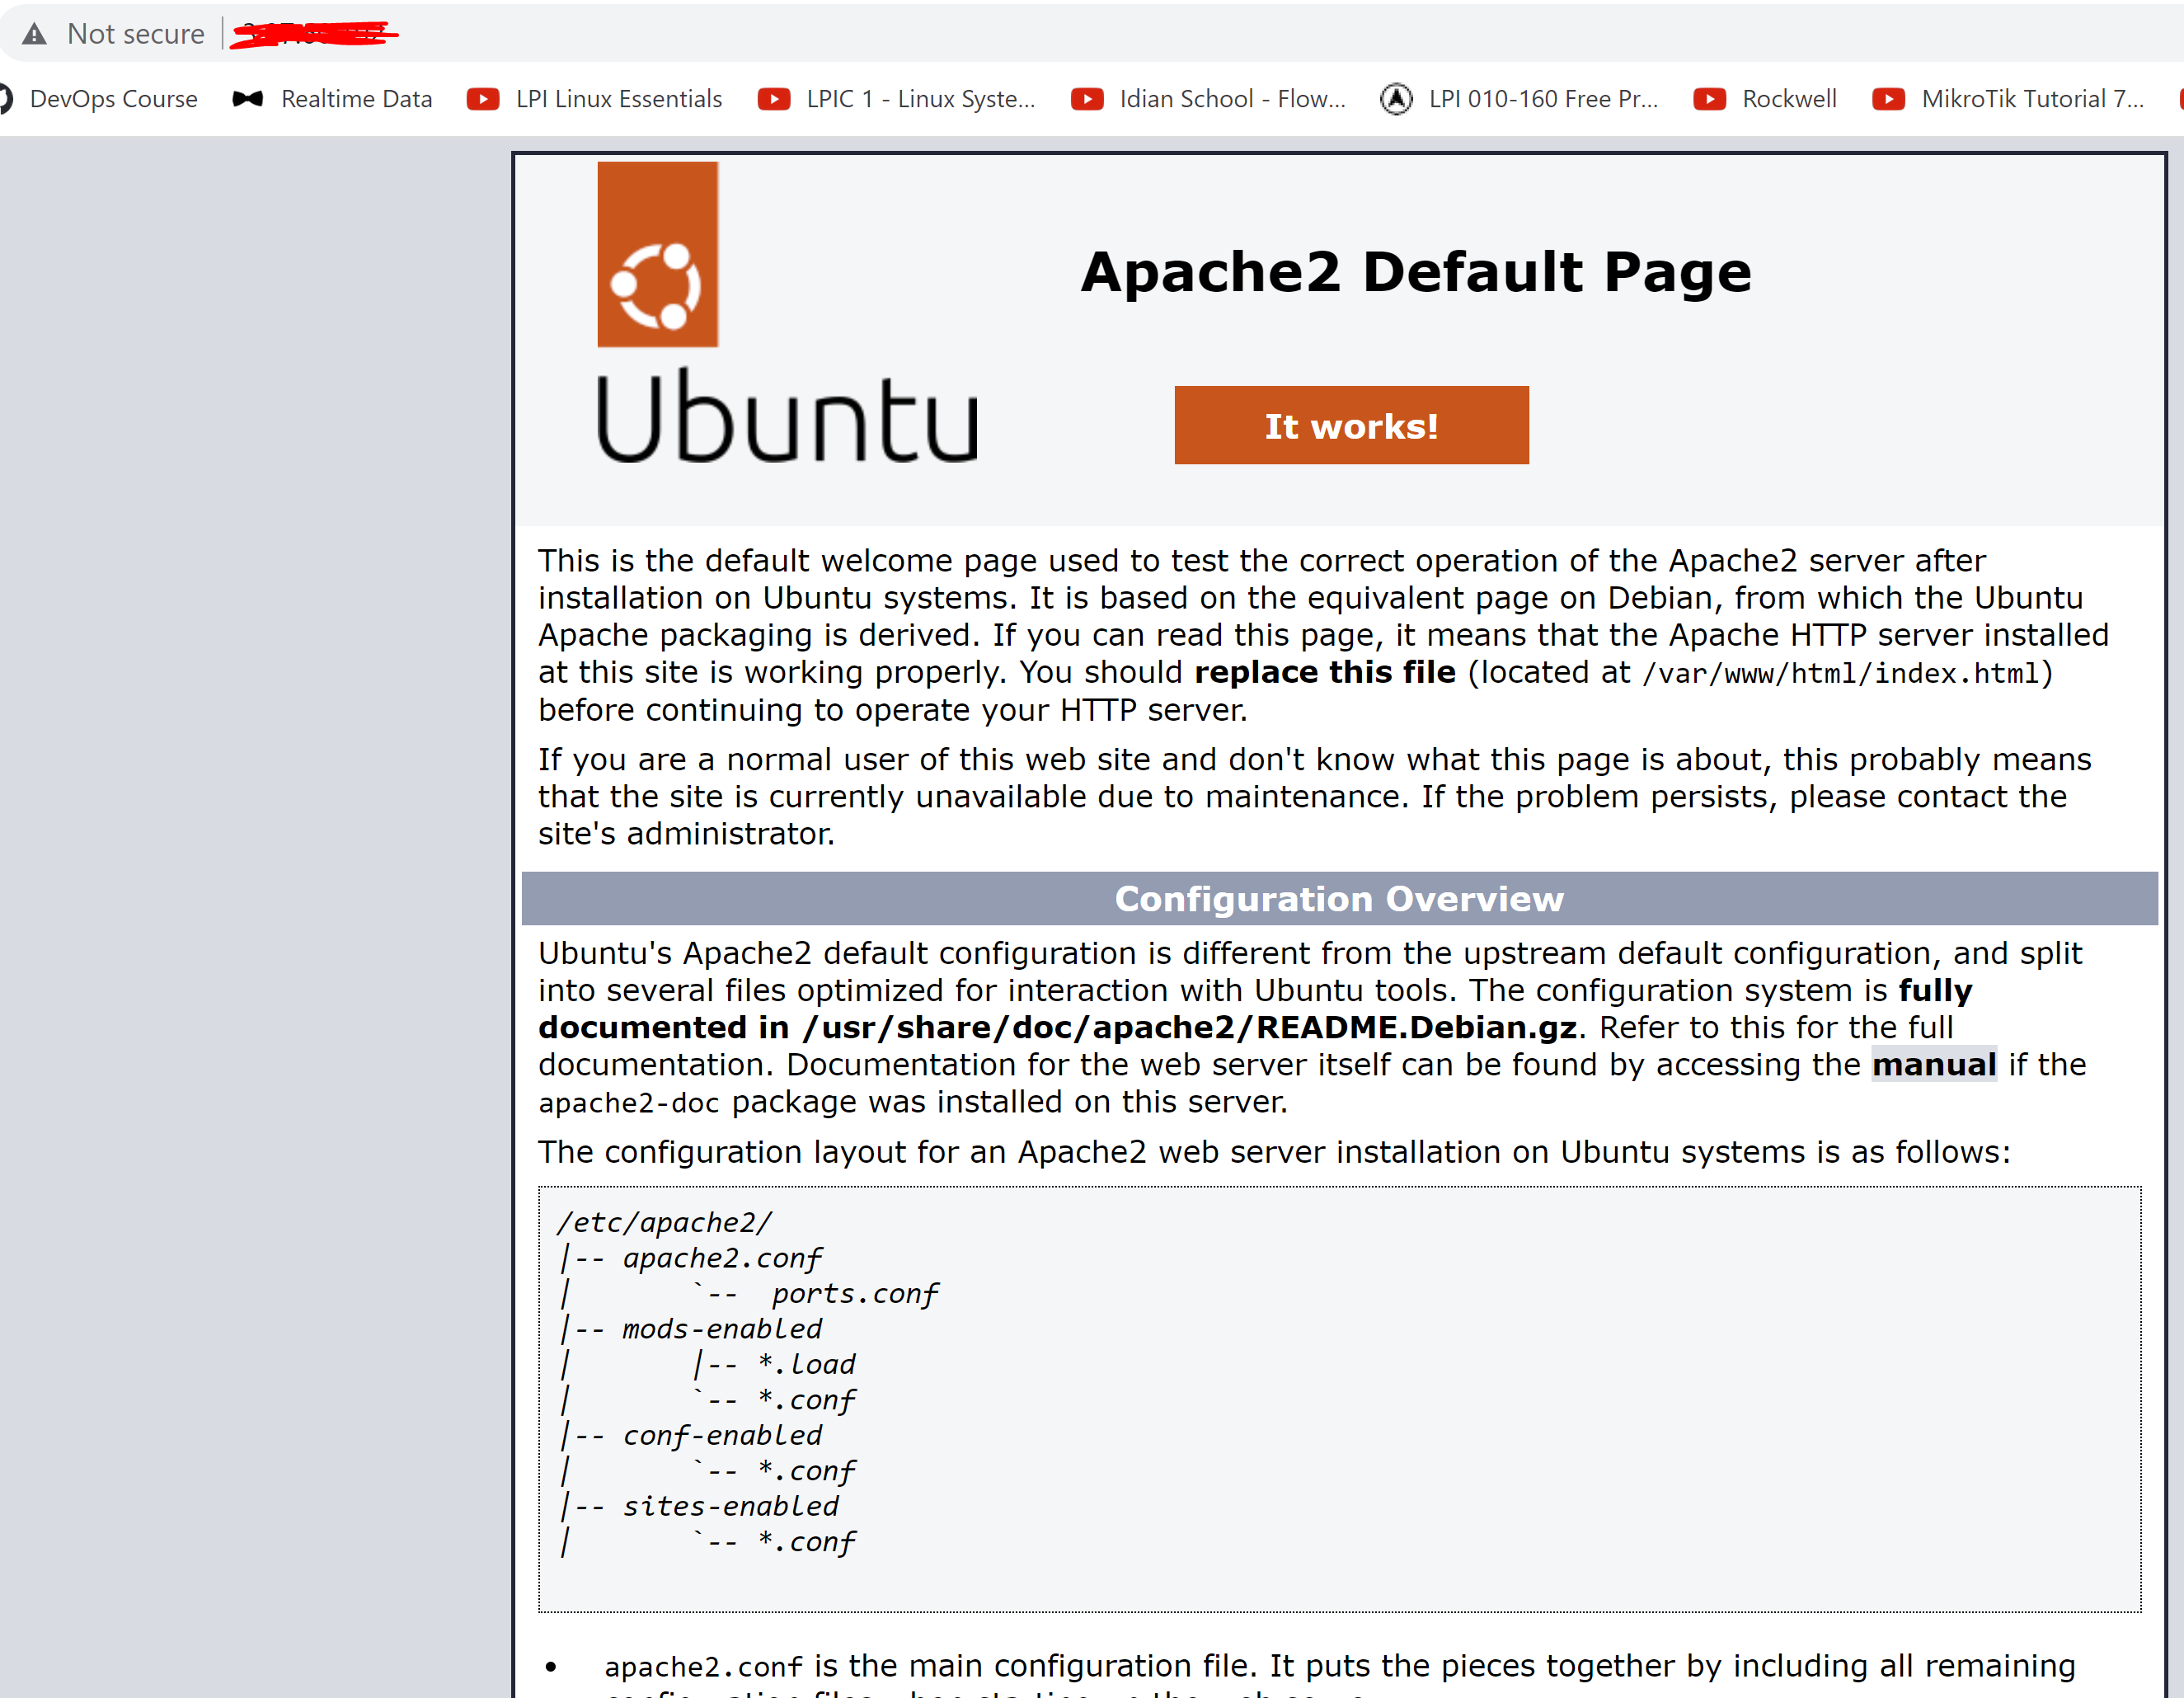 Not secure
DevOps Course Realtime Data LPI Linux Essentials LPIC 1 - Linux Syste... Idian School - Flow... LPI 010-160 Free Pr... Rockwell MikroTik Tutorial 7...
Apache2 Default Page
Ubuntu
It works!
This is the default welcome page used to test the correct operation of the Apache2 server after
installation on Ubuntu systems. It is based on the equivalent page on Debian, from which the Ubuntu
Apache packaging is derived. If you can read this page, it means that the Apache HTTP server installed
at this site is working properly. You should replace this file (located at /var/www/html/index.html)
before continuing to operate your HTTP server.
If you are a normal user of this web site and don't know what this page is about, this probably means
that the site is currently unavailable due to maintenance. If the problem persists, please contact the
site's administrator.
Configuration Overview
Ubuntu's Apache2 default configuration is different from the upstream default configuration, and split
into several files optimized for interaction with Ubuntu tools. The configuration system is fully
documented in /usr/share/doc/apache2/README.Debian.gz. Refer to this for the full
documentation. Documentation for the web server itself can be found by accessing the manual if the
apache2-doc package was installed on this server.
The configuration layout for an Apache2 web server installation on Ubuntu systems is as follows:
/etc/apache2/
|-- apache2.conf
|       `--  ports.conf
|-- mods-enabled
|       |-- *.load
|       `-- *.conf
|-- conf-enabled
|       `-- *.conf
|-- sites-enabled
|       `-- *.conf
• apache2.conf is the main configuration file. It puts the pieces together by including all remaining